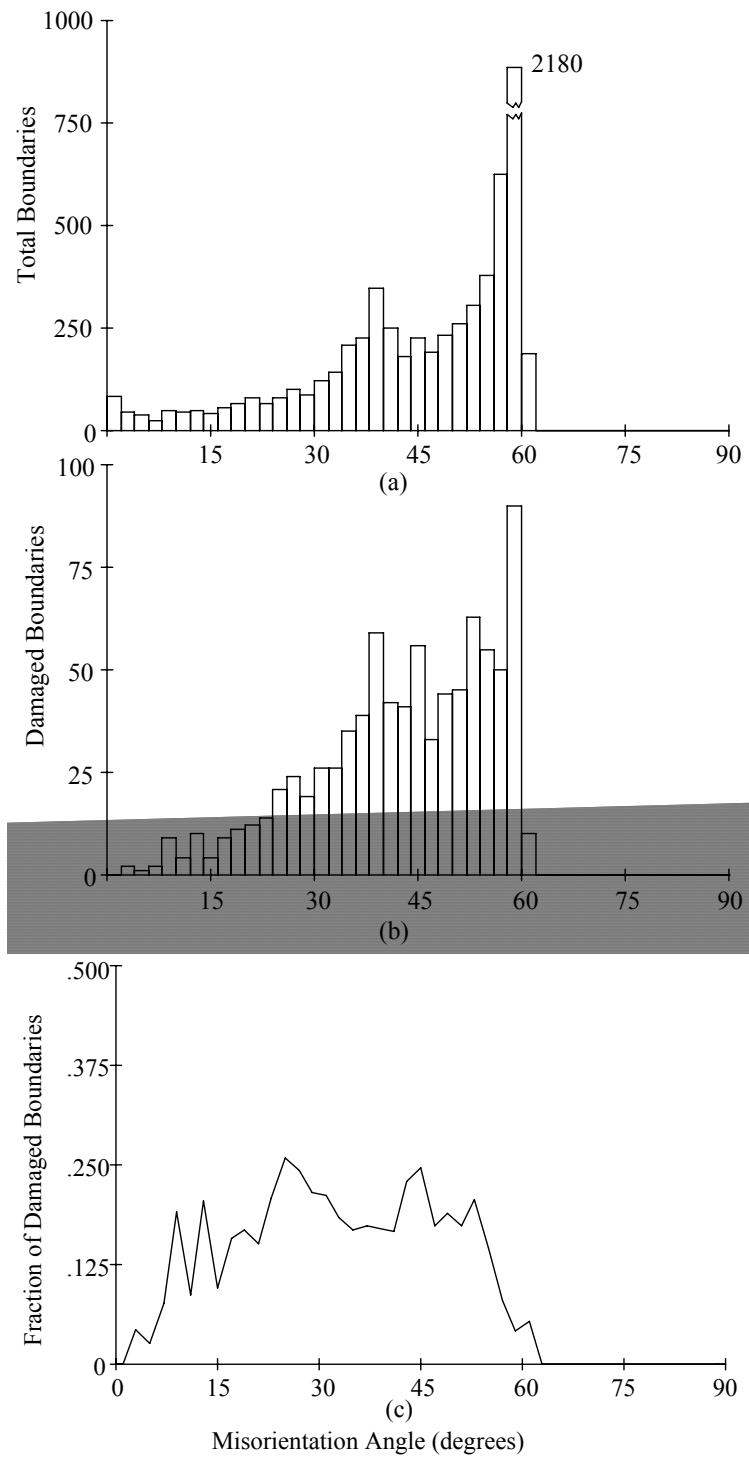 1000
750
500
250
0
Total Boundaries
2180
15 30 45 60 75 90
(a)
100
75
50
25
0
Damaged Boundaries
15 30 45 60 75 90
(b)
.500
.375
.250
.125
0
Fraction of Damaged Boundaries
0 15 30 45 60 75 90
(c)
Misorientation Angle (degrees)